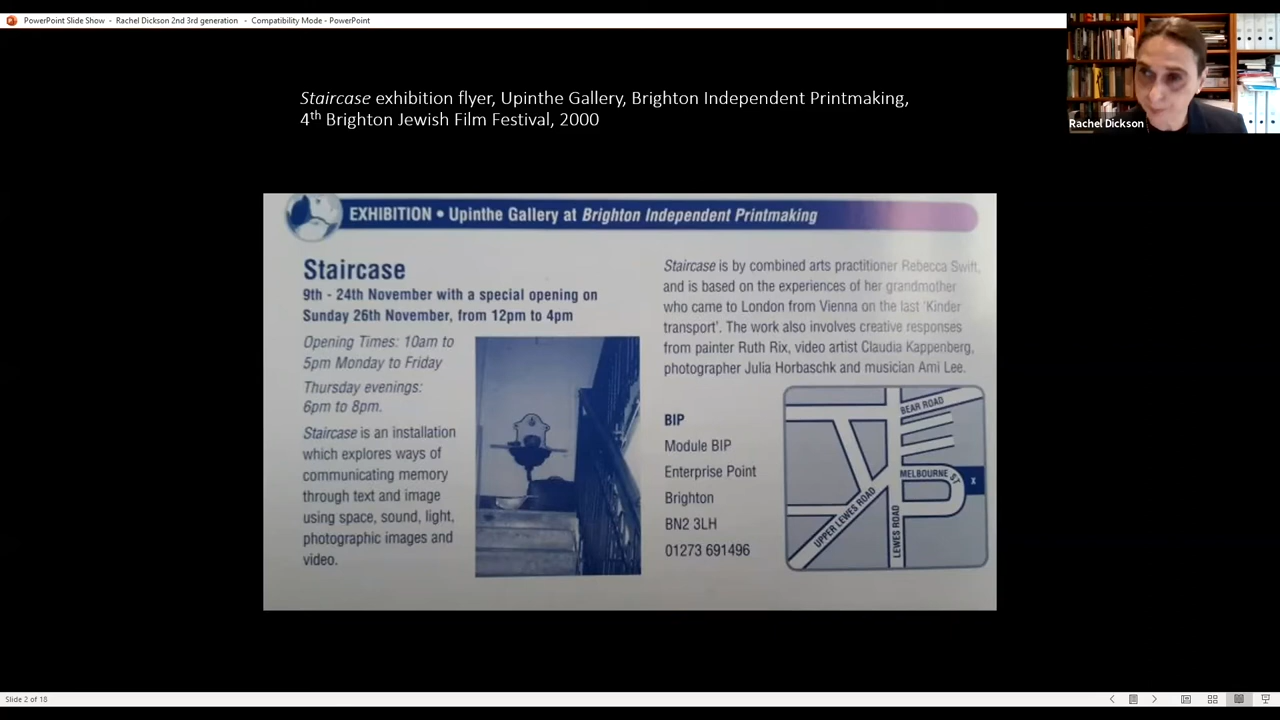 PowerPoint Slide Show - Rachel Dickson 2nd 3rd generation - Compatibility Mode - PowerPoint
Rachel Dickson
Staircase exhibition flyer, Upinthe Gallery, Brighton Independent Printmaking,
4th Brighton Jewish Film Festival, 2000
EXHIBITION • Upinthe Gallery at Brighton Independent Printmaking
Staircase
9th - 24th November with a special opening on
Sunday 26th November, from 12pm to 4pm
Opening Times: 10am to
5pm Monday to Friday
Thursday evenings:
6pm to 8pm.
Staircase is an installation
which explores ways of
communicating memory
through text and image
using space, sound, light,
photographic images and
video.
Staircase is by combined arts practitioner Rebecca Swift,
and is based on the experiences of her grandmother
who came to London from Vienna on the last ‘Kinder
transport’. The work also involves creative responses
from painter Ruth Rix, video artist Claudia Kappenberg,
photographer Julia Horbaschk and musician Ami Lee.
BIP
Module BIP
Enterprise Point
Brighton
BN2 3LH
01273 691496
BEAR ROAD
MELBOURNE ST
X
UPPER LEWES ROAD
LEWES ROAD
Slide 2 of 18